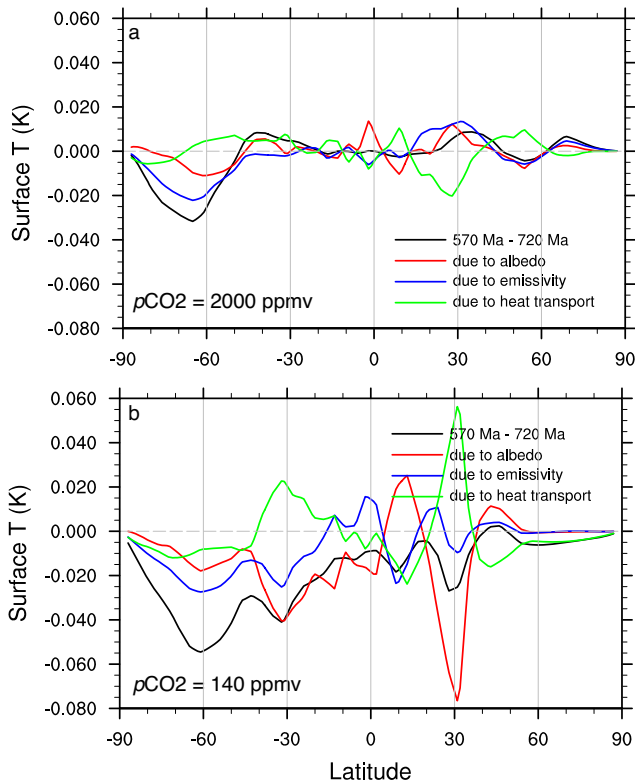 a
0.060
0.040
0.020
0.000
-0.020
-0.040
-0.060
-0.080
Surface T (K)
570 Ma - 720 Ma
due to albedo
due to emissivity
due to heat transport
pCO2 = 2000 ppmv
-90 -60 -30 0 30 60 90
b
0.060
0.040
0.020
0.000
-0.020
-0.040
-0.060
-0.080
Surface T (K)
570 Ma - 720 Ma
due to albedo
due to emissivity
due to heat transport
pCO2 = 140 ppmv
-90 -60 -30 0 30 60 90
Latitude